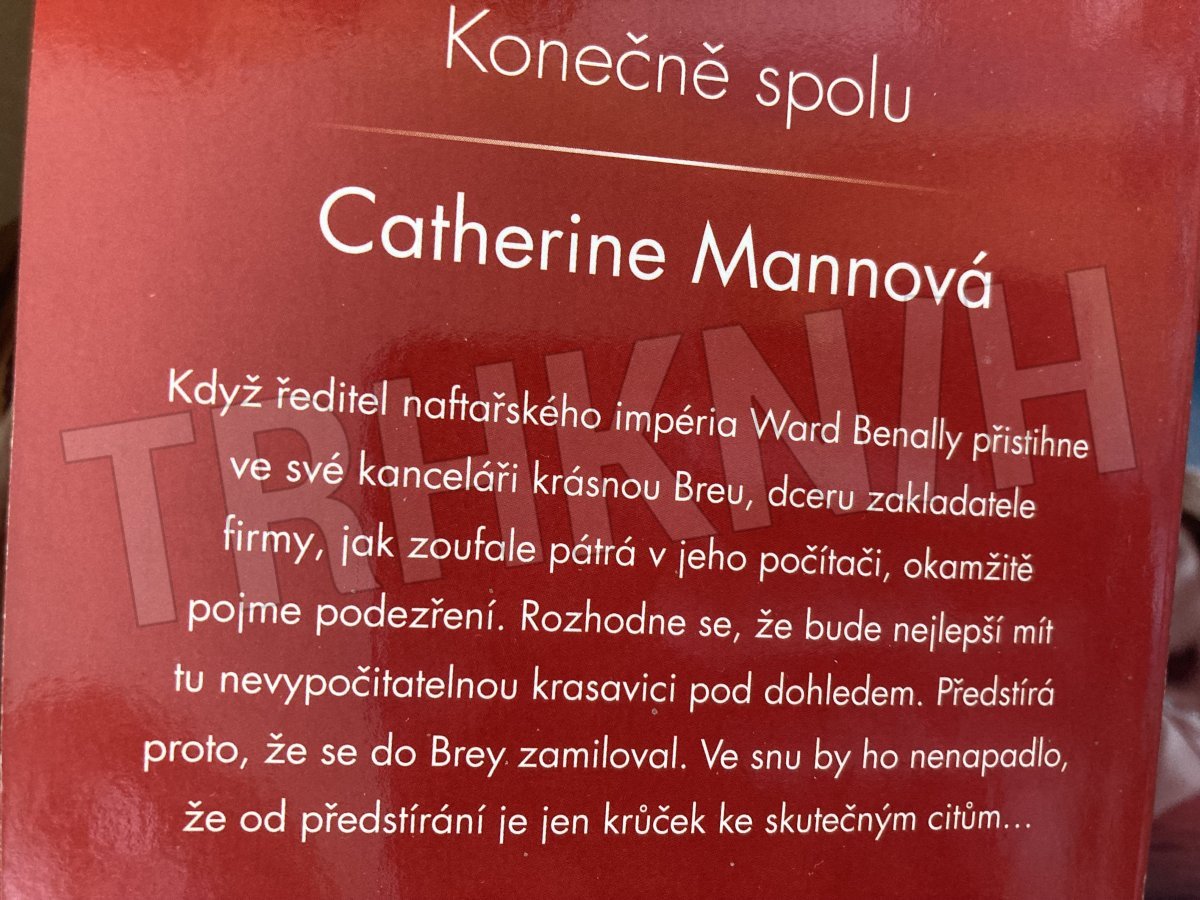 Konečně spolu
Catherine Mannová
Když ředitel naftařského impéria Ward Benally přistihne
ve své kanceláři krásnou Breu, dceru zakladatele
firmy, jak zoufale pátrá v jeho počítači, okamžitě
pojme podezření. Rozhodne se, že bude nejlepší mít
tu nevypočitatelnou krasavici pod dohledem. Předstírá
proto, že se do Brey zamiloval. Ve snu by ho nenapadlo,
že od předstírání je jen krůček ke skutečným citům...
TRHKNIH